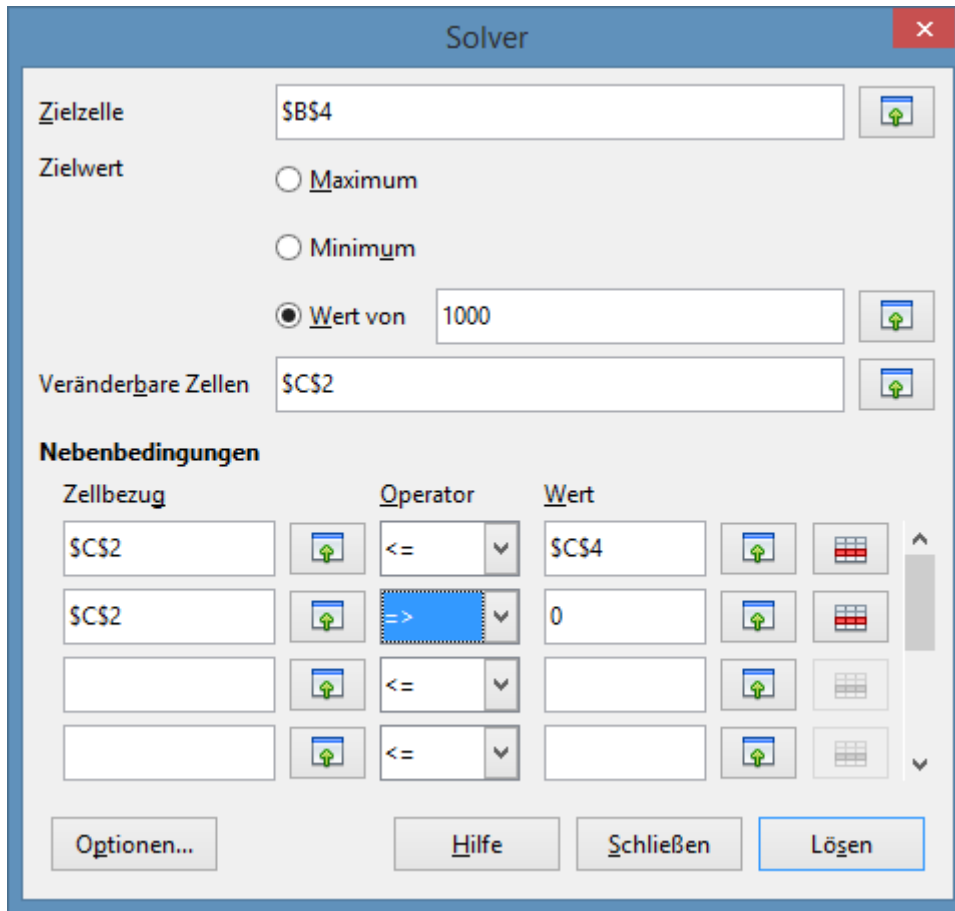 Solver
Zielzelle $B$4
Zielwert Maximum
Minimum
Wert von 1000
Veränderbare Zellen $C$2
Nebenbedingungen
Zellbezug Operator Wert
$C$2 <= $C$4
$C$2 => 0
<=
<=
Optionen... Hilfe Schließen Lösen